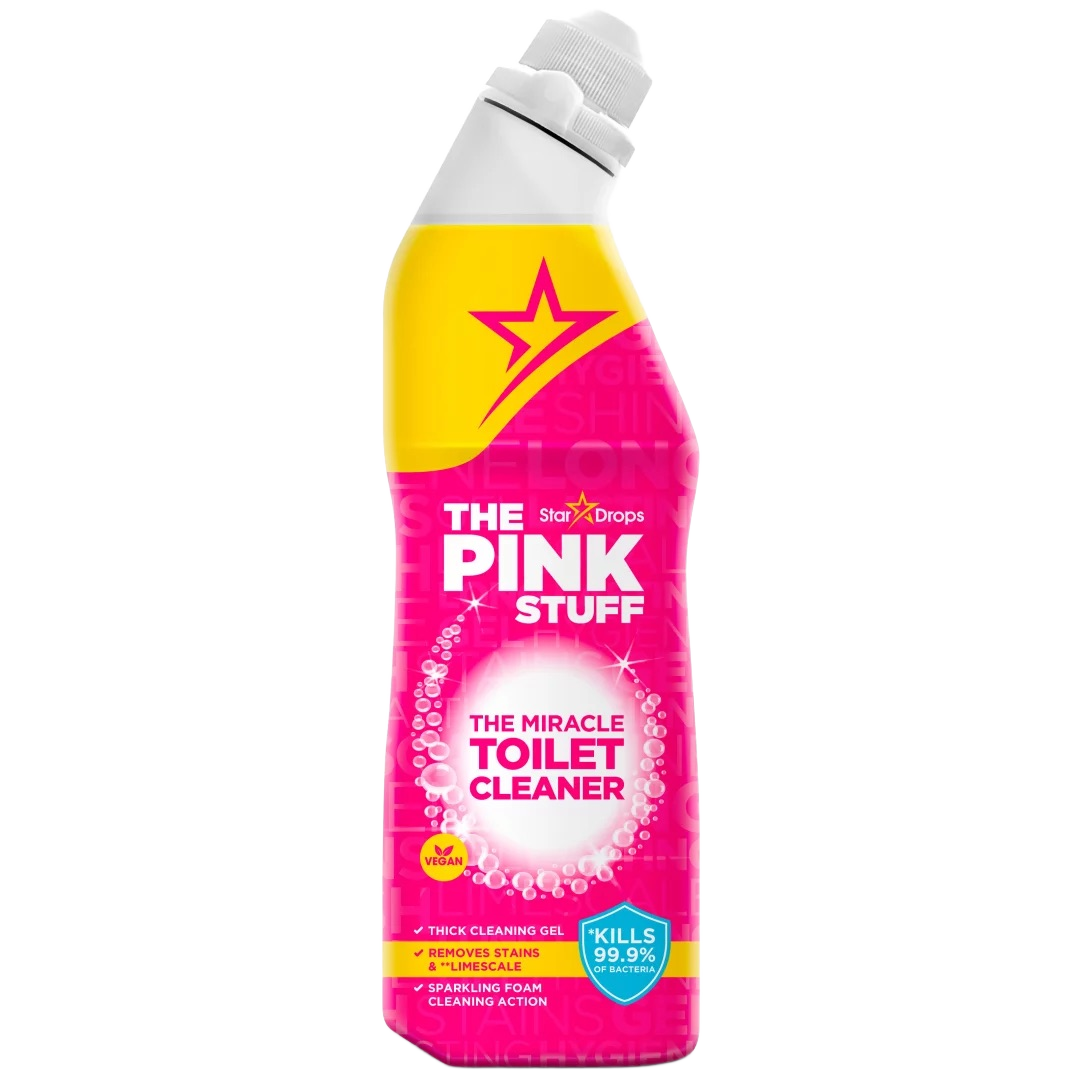 THE
Star Drops
PINK
STUFF
THE MIRACLE
TOILET
CLEANER
VEGAN
✓ THICK CLEANING GEL
✓ REMOVES STAINS
& **LIMESCALE
✓ SPARKLING FOAM
CLEANING ACTION
*KILLS
99.9%
OF BACTERIA